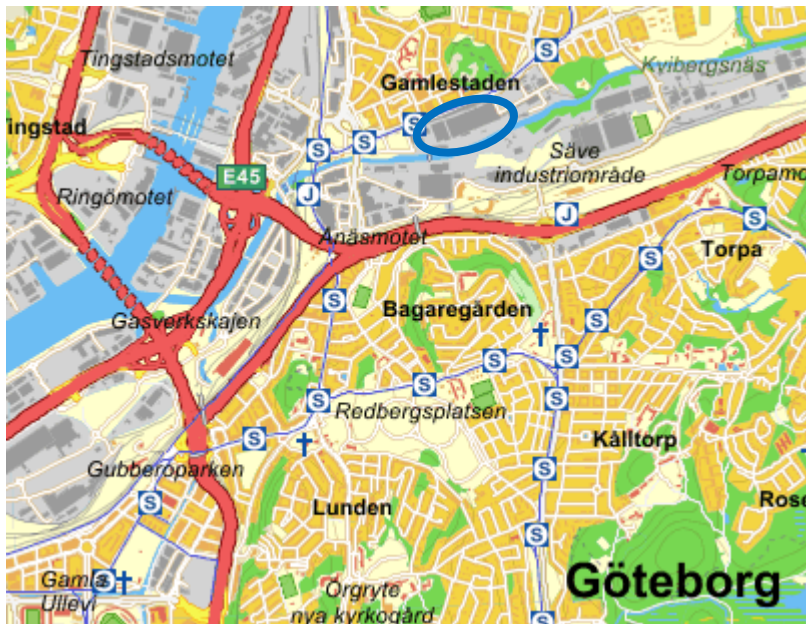 Tingstadsmotet
S
Gamlestaden
Kvibergsnäs
Tingstad
S
S
S
Säve
industriområde
E45
Torpamo
Ringömotet
J
J
S
Ånäsmotet
S
Torpa
S
Bagaregården
Gasverkskajen
S
S
S
S
S
S
S
Redbergsplatsen
S
Kålltorp
Gubberoparken
S
Lunden
Rose
S
Gamla
S
Ullevi
Örgryte
nya kyrkogård
Göteborg
S